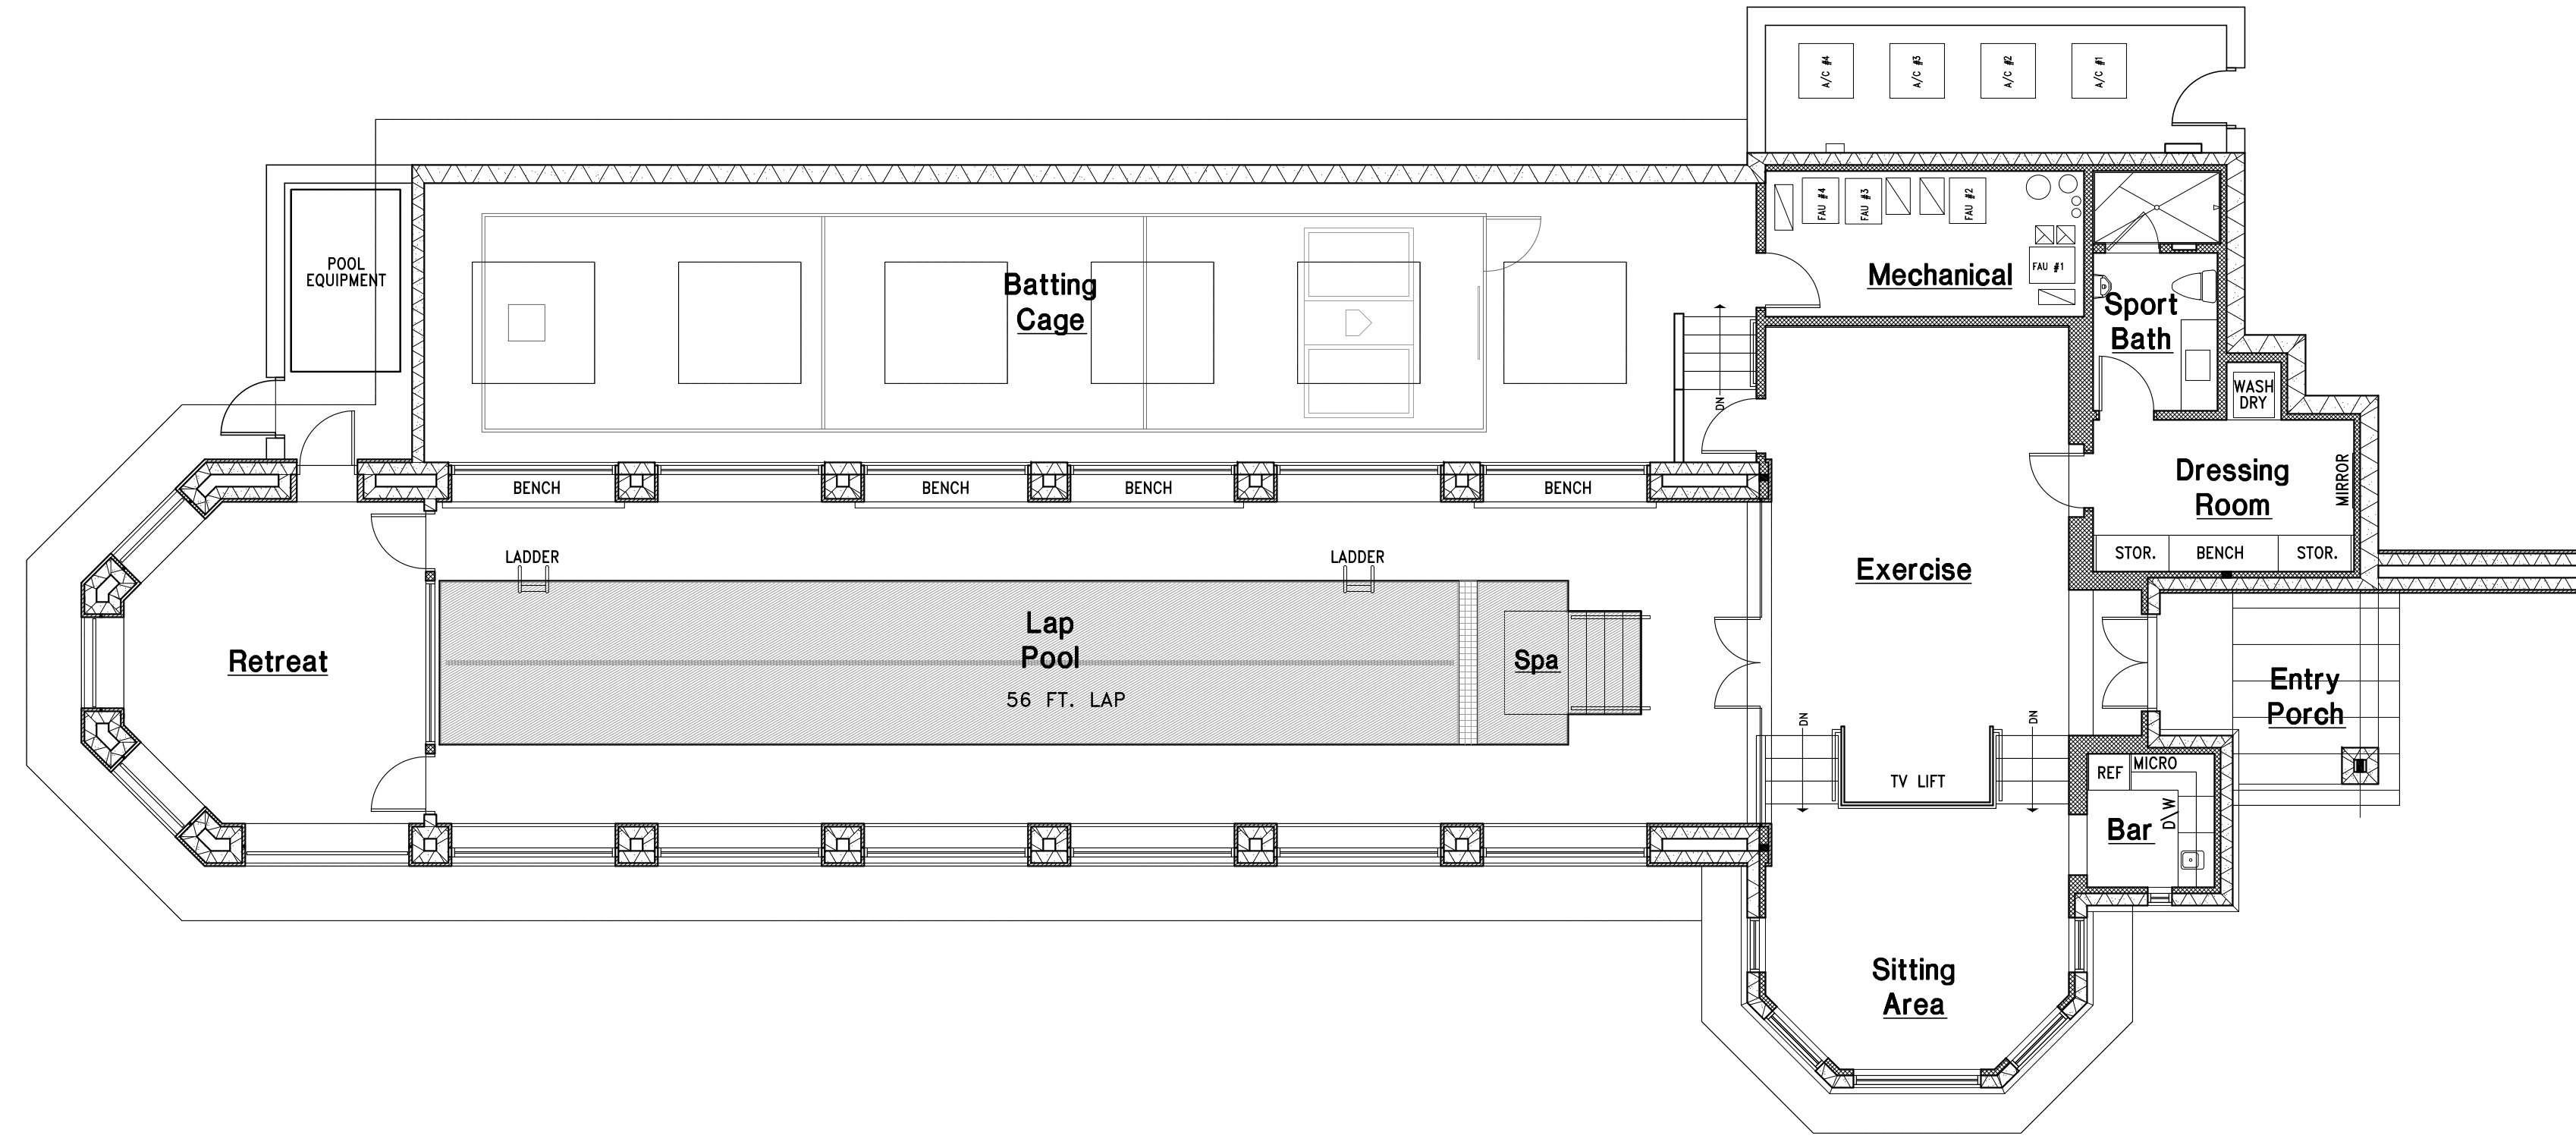 A/C #4
A/C #3
A/C #2
A/C #1
POOL
EQUIPMENT
Batting
Cage
FAU #4
FAU #3
FAU #2
FAU #1
Mechanical
Sport
Bath
WASH
DRY
DN
BENCH
BENCH
BENCH
BENCH
Dressing
Room
MIRROR
STOR.
BENCH
STOR.
LADDER
LADDER
Exercise
Lap
Pool
56 FT. LAP
Spa
Retreat
Entry
Porch
DN
DN
TV LIFT
REF
MICRO
D\W
Bar
Sitting
Area